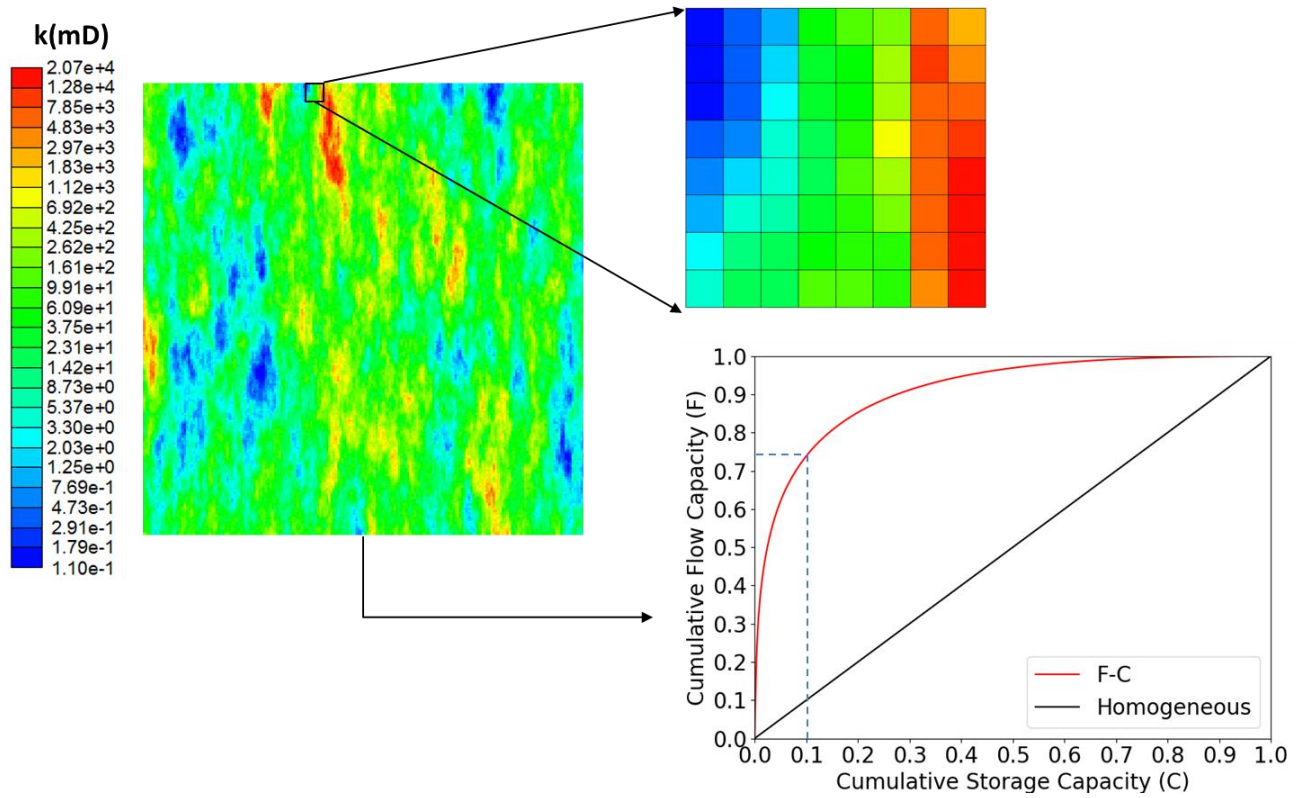 k(mD)
2.07e+4
1.28e+4
7.85e+3
4.83e+3
2.97e+3
1.83e+3
1.12e+3
6.92e+2
4.25e+2
2.62e+2
1.61e+2
9.91e+1
6.09e+1
3.75e+1
2.31e+1
1.42e+1
8.73e+0
5.37e+0
3.30e+0
2.03e+0
1.25e+0
7.69e-1
4.73e-1
2.91e-1
1.79e-1
1.10e-1
Cumulative Flow Capacity (F)
1.0
0.9
0.8
0.7
0.6
0.5
0.4
0.3
0.2
0.1
0.0
F-C
Homogeneous
0.0 0.1 0.2 0.3 0.4 0.5 0.6 0.7 0.8 0.9 1.0
Cumulative Storage Capacity (C)